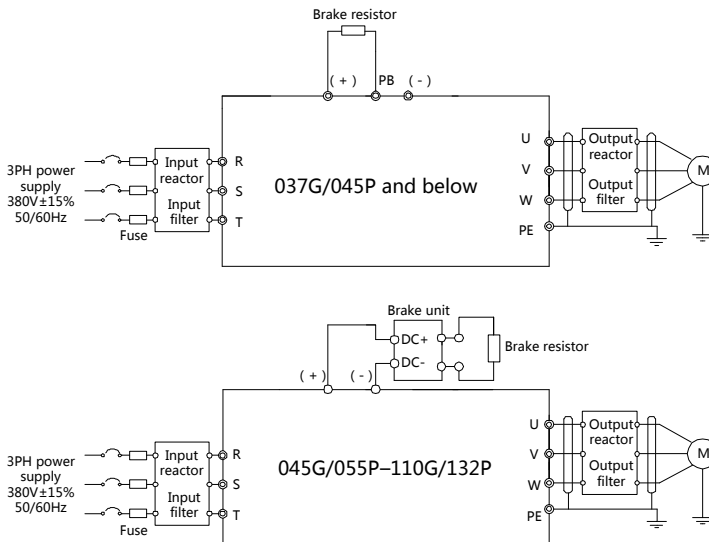 Brake resistor
(+) PB (-)
3PH power
supply
380V±15%
50/60Hz
Fuse
Input
reactor
Input
filter
R
S
T
037G/045P and below
U
V
W
PE
Output
reactor
Output
filter
M
Brake unit
DC+
DC-
Brake resistor
(+) (-)
3PH power
supply
380V±15%
50/60Hz
Fuse
Input
reactor
Input
filter
R
S
T
045G/055P–110G/132P
U
V
W
PE
Output
reactor
Output
filter
M